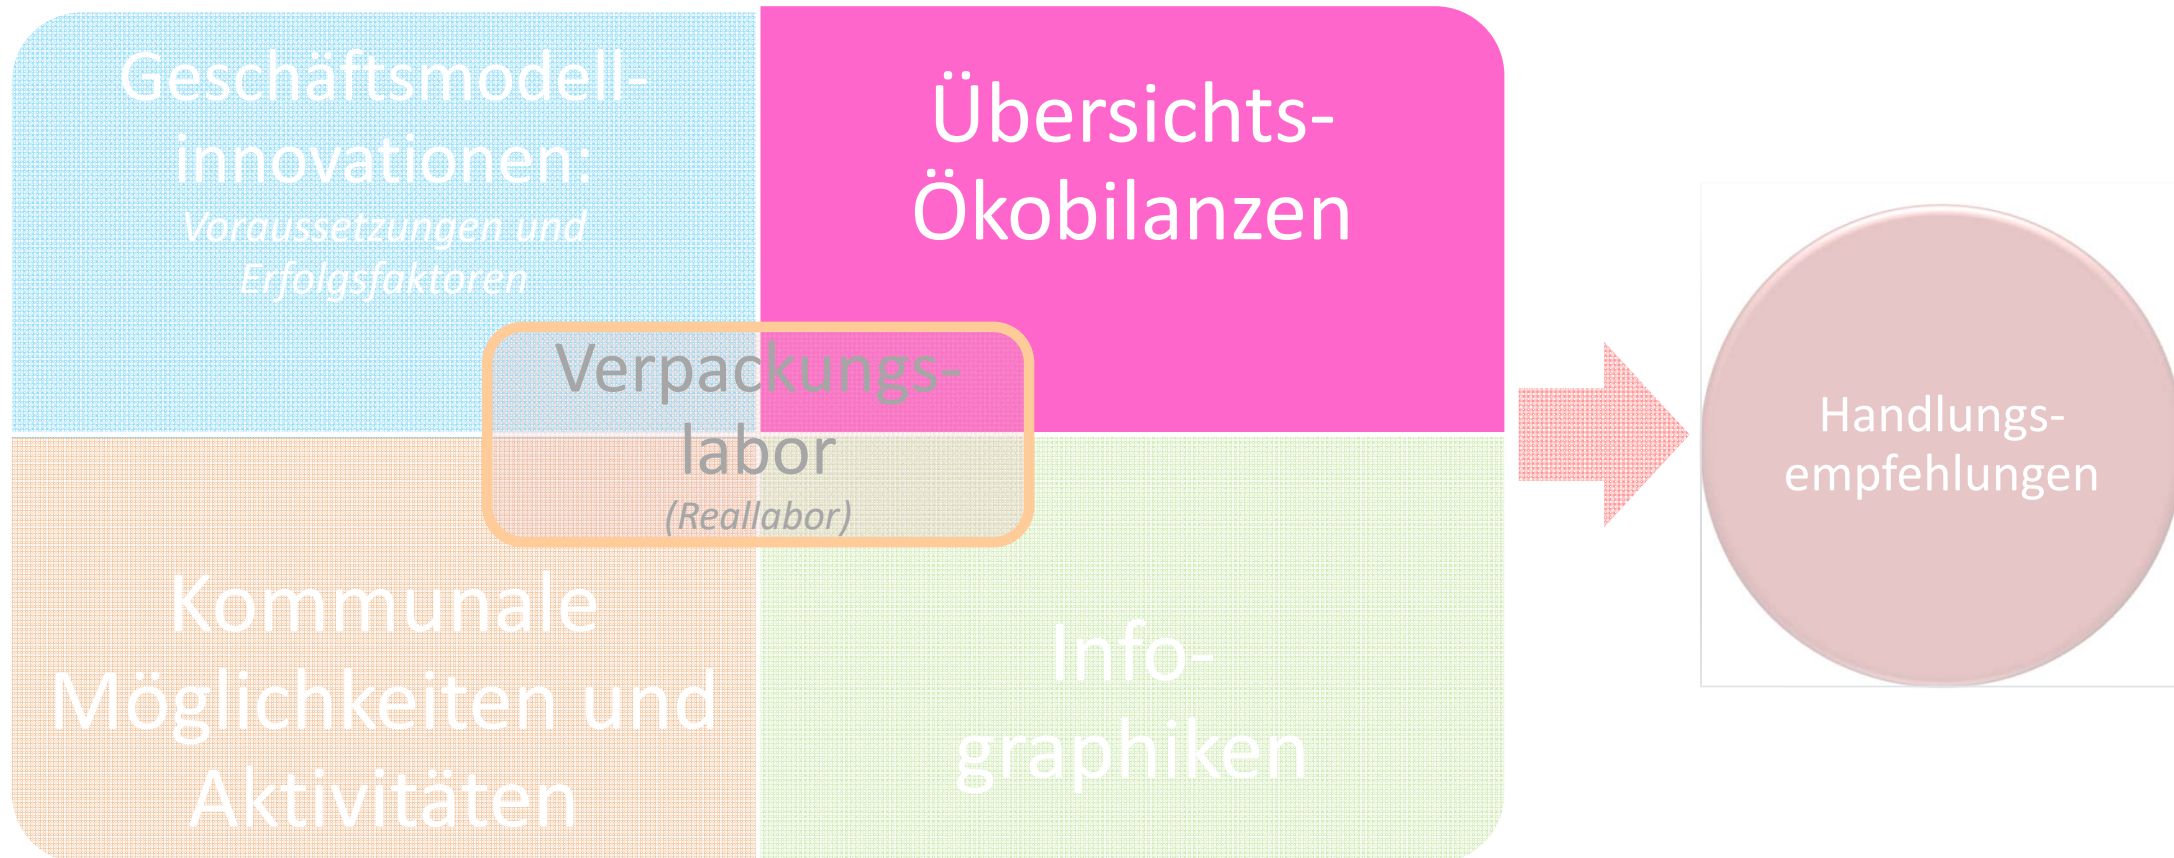 Geschäftsmodell-
innovationen:
Voraussetzungen und
Erfolgsfaktoren
Übersichts-
Ökobilanzen
Verpackungs-
labor
(Reallabor)
Kommunale
Möglichkeiten und
Aktivitäten
Info-
graphiken
Handlungs-
empfehlungen